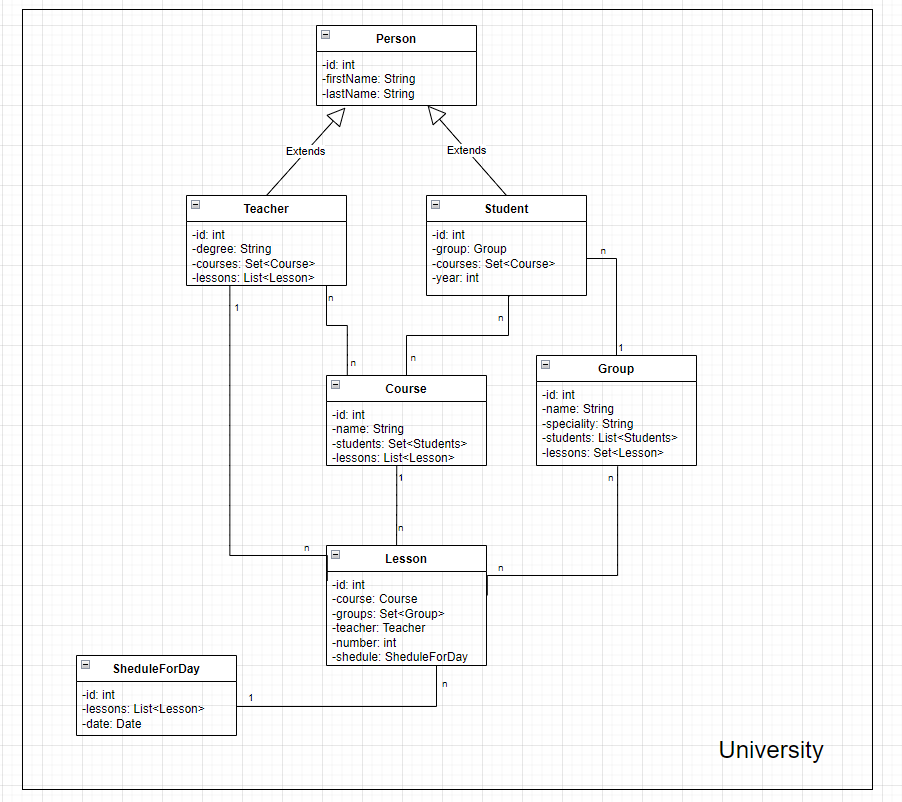 Person
-id: int
-firstName: String
-lastName: String
Extends
Extends
Teacher
-id: int
-degree: String
-courses: Set<Course>
-lessons: List<Lesson>
Student
-id: int
-group: Group
-courses: Set<Course>
-year: int
n
1
n
n
n
n
1
Course
-id: int
-name: String
-students: Set<Students>
-lessons: List<Lesson>
Group
-id: int
-name: String
-speciality: String
-students: List<Students>
-lessons: Set<Lesson>
1
n
n
n
n
Lesson
-id: int
-course: Course
-groups: Set<Group>
-teacher: Teacher
-number: int
-shedule: SheduleForDay
SheduleForDay
-id: int
-lessons: List<Lesson>
-date: Date
1
n
University